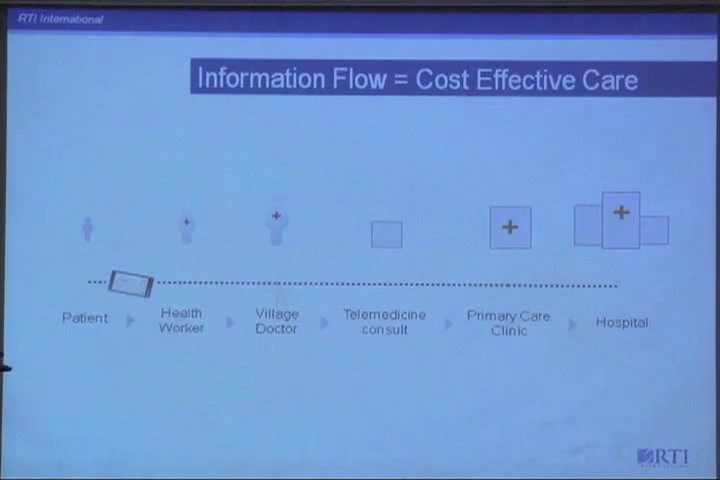 RTI International
Information Flow = Cost Effective Care
Patient
Health
Worker
Village
Doctor
Telemedicine
consult
Primary Care
Clinic
Hospital
RTI